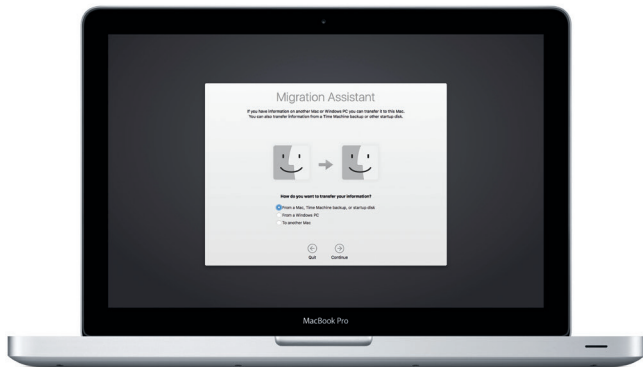 Migration Assistant
If you have information on another Mac or Windows PC you can transfer it to this Mac.
You can also transfer information from a Time Machine backup or other startup disk.
How do you want to transfer your information?
From a Mac, Time Machine backup, or startup disk
From a Windows PC
To another Mac
Quit Continue
MacBook Pro